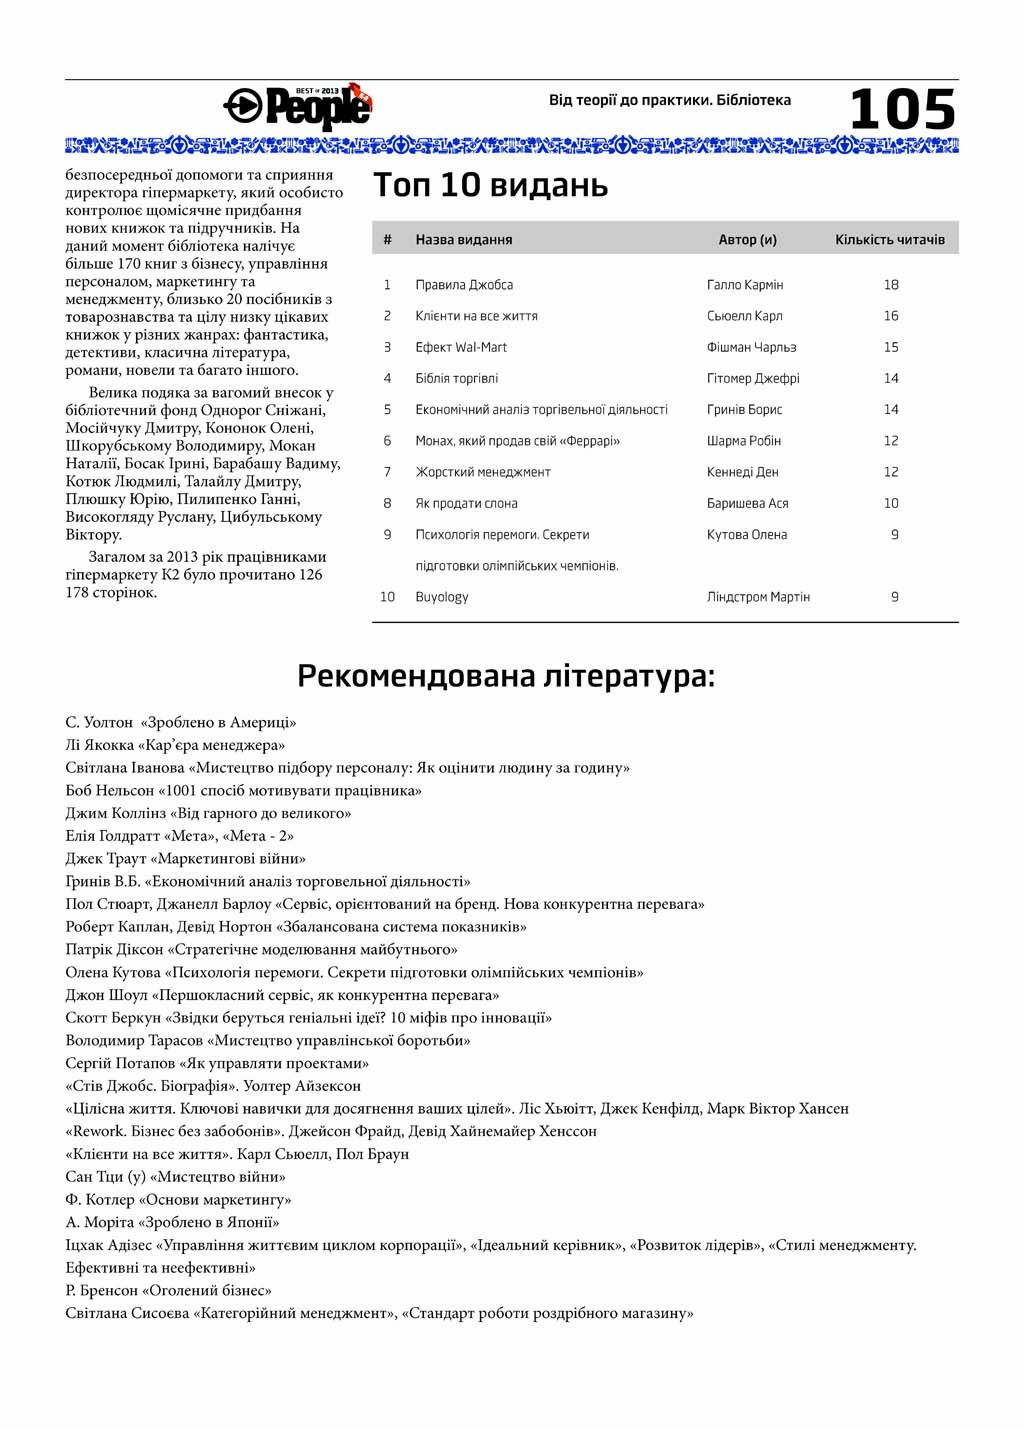 BEST OF 2013
People
Від теорії до практики. Бібліотека
105
безпосередньої допомоги та сприяння
директора гіпермаркету, який особисто
контролює щомісячне придбання
нових книжок та підручників. На
даний момент бібліотека налічує
більше 170 книг з бізнесу, управління
персоналом, маркетингу та
менеджменту, близько 20 посібників з
товарознавства та цілу низку цікавих
книжок у різних жанрах: фантастика,
детективи, класична література,
романи, новели та багато іншого.
Велика подяка за вагомий внесок у
бібліотечний фонд Однорог Сніжані,
Мосійчуку Дмитру, Кононок Олені,
Шкорубському Володимиру, Мокан
Наталії, Босак Ірині, Барабашу Вадиму,
Котюк Людмилі, Талайлу Дмитру,
Плюшку Юрію, Пилипенко Ганні,
Високогляду Руслану, Цибульському
Віктору.
Загалом за 2013 рік працівниками
гіпермаркету К2 було прочитано 126
178 сторінок.
Топ 10 видань
# Назва видання Автор (и) Кількість читачів
1 Правила Джобса Галло Кармін 18
2 Клієнти на все життя Сьюелл Карл 16
3 Ефект Wal-Mart Фішман Чарльз 15
4 Біблія торгівлі Гітомер Джефрі 14
5 Економічний аналіз торгівельної діяльності Гринів Борис 14
6 Монах, який продав свій «Феррарі» Шарма Робін 12
7 Жорсткий менеджмент Кеннеді Ден 12
8 Як продати слона Баришева Ася 10
9 Психологія перемоги. Секрети Кутова Олена 9
підготовки олімпійських чемпіонів.
10 Buyology Ліндстром Мартін 9
Рекомендована література:
С. Уолтон «Зроблено в Америці»
Лі Якокка «Кар’єра менеджера»
Світлана Іванова «Мистецтво підбору персоналу: Як оцінити людину за годину»
Боб Нельсон «1001 спосіб мотивувати працівника»
Джим Коллінз «Від гарного до великого»
Елія Голдратт «Мета», «Мета - 2»
Джек Траут «Маркетингові війни»
Гринів В.Б. «Економічний аналіз торговельної діяльності»
Пол Стюарт, Джанелл Барлоу «Сервіс, орієнтований на бренд. Нова конкурентна перевага»
Роберт Каплан, Девід Нортон «Збалансована система показників»
Патрік Діксон «Стратегічне моделювання майбутнього»
Олена Кутова «Психологія перемоги. Секрети підготовки олімпійських чемпіонів»
Джон Шоул «Першокласний сервіс, як конкурентна перевага»
Скотт Беркун «Звідки беруться геніальні ідеї? 10 міфів про інновації»
Володимир Тарасов «Мистецтво управлінської боротьби»
Сергій Потапов «Як управляти проектами»
«Стів Джобс. Біографія». Уолтер Айзексон
«Цілісна життя. Ключові навички для досягнення ваших цілей». Ліс Хьюітт, Джек Кенфілд, Марк Віктор Хансен
«Rework. Бізнес без забобонів». Джейсон Фрайд, Девід Хайнемайер Хенссон
«Клієнти на все життя». Карл Сьюелл, Пол Браун
Сан Тци (у) «Мистецтво війни»
Ф. Котлер «Основи маркетингу»
А. Моріта «Зроблено в Японії»
Іцхак Адізес «Управління життєвим циклом корпорації», «Ідеальний керівник», «Розвиток лідерів», «Стилі менеджменту.
Ефективні та неефективні»
Р. Бренсон «Оголений бізнес»
Світлана Сисоєва «Категорійний менеджмент», «Стандарт роботи роздрібного магазину»